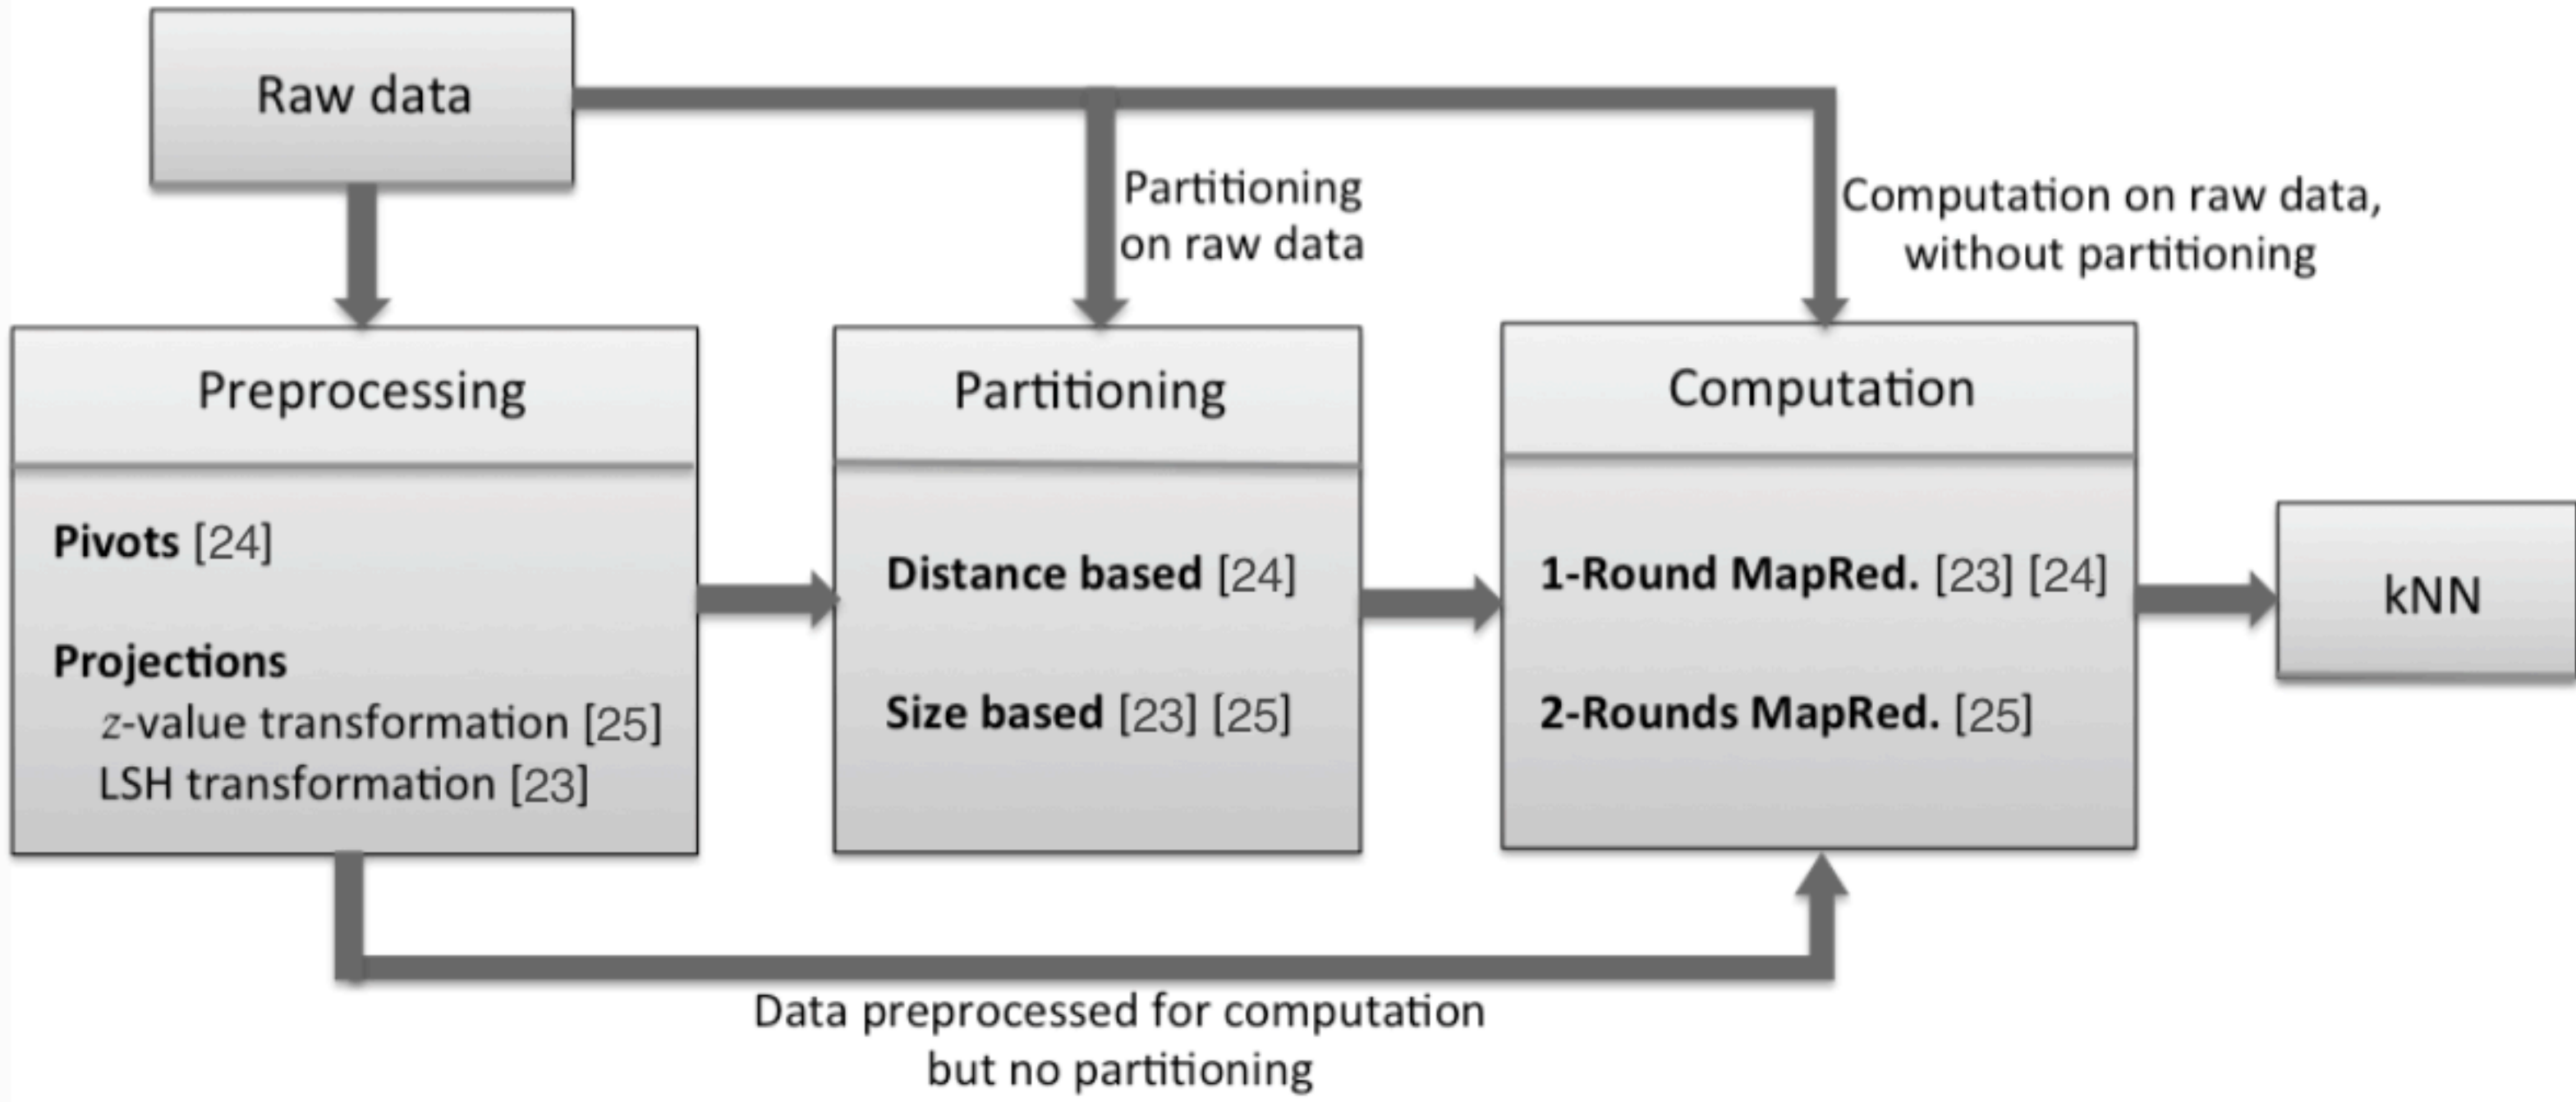 Raw data
Partitioning
on raw data
Computation on raw data,
without partitioning
Preprocessing
Pivots [24]
Projections
z-value transformation [25]
LSH transformation [23]
Partitioning
Distance based [24]
Size based [23] [25]
Computation
1-Round MapRed. [23] [24]
2-Rounds MapRed. [25]
kNN
Data preprocessed for computation
but no partitioning